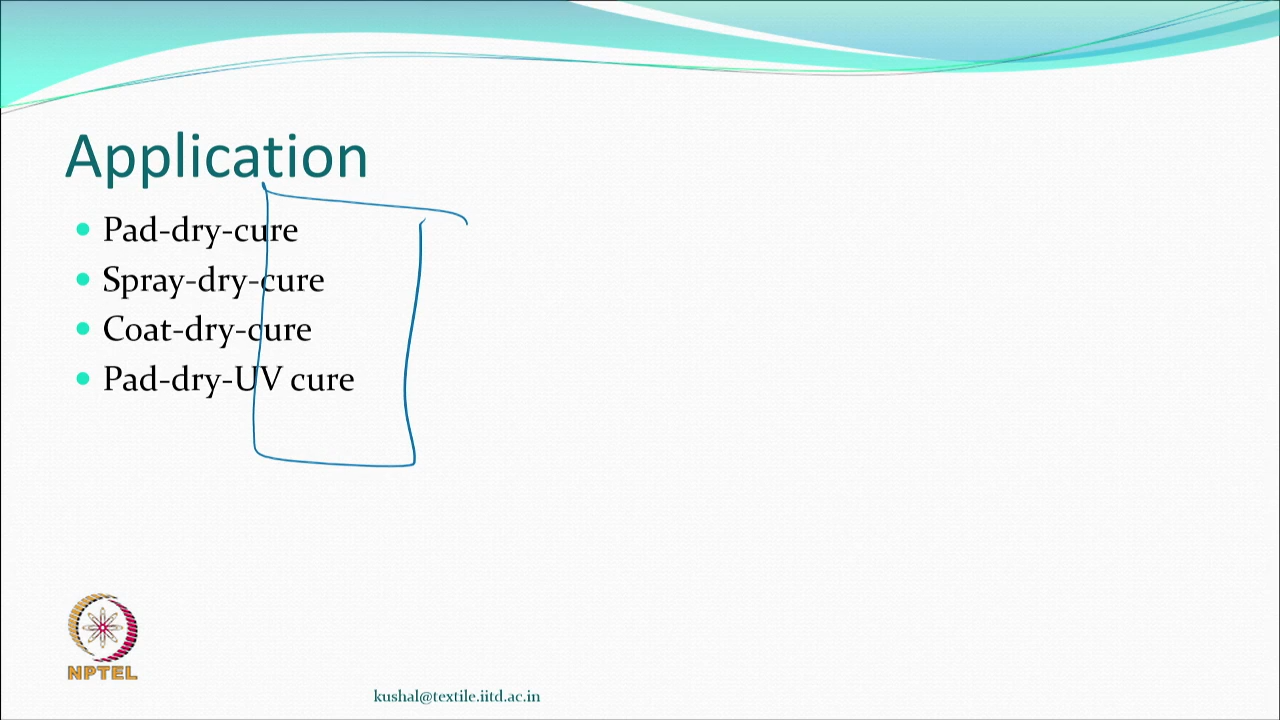 Application
Pad-dry-cure
Spray-dry-cure
Coat-dry-cure
Pad-dry-UV cure
NPTEL
kushal@textile.iitd.ac.in